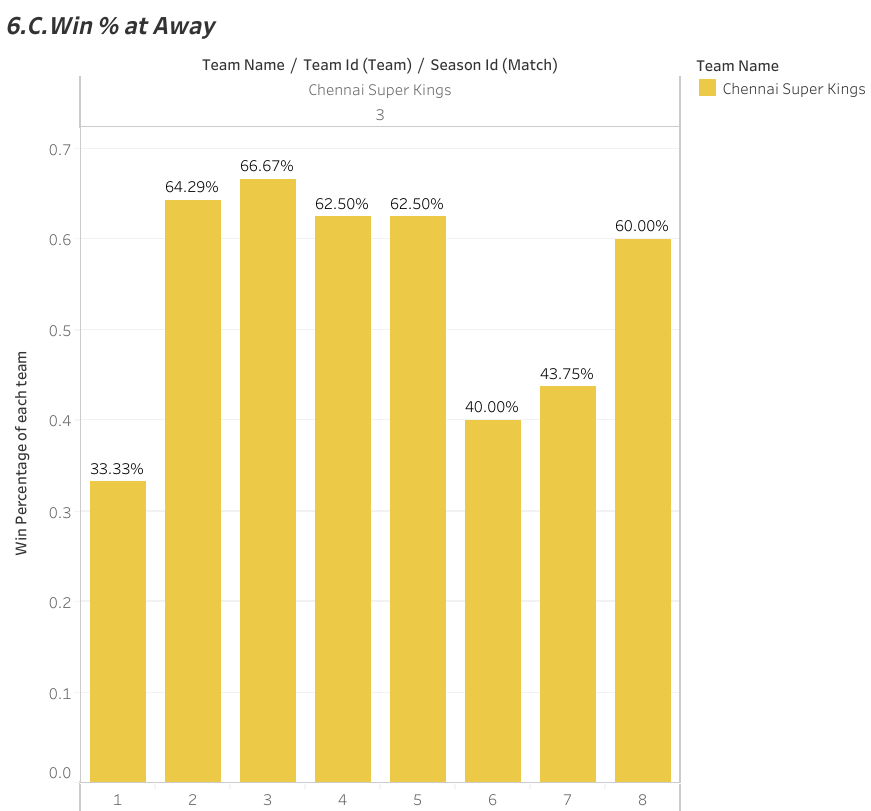 6.C.Win % at Away
Team Name / Team Id (Team) / Season Id (Match)
Chennai Super Kings
3
Team Name
Chennai Super Kings
Win Percentage of each team
0.7
0.6
0.5
0.4
0.3
0.2
0.1
0.0
33.33%
64.29%
66.67%
62.50%
62.50%
40.00%
43.75%
60.00%
1 2 3 4 5 6 7 8